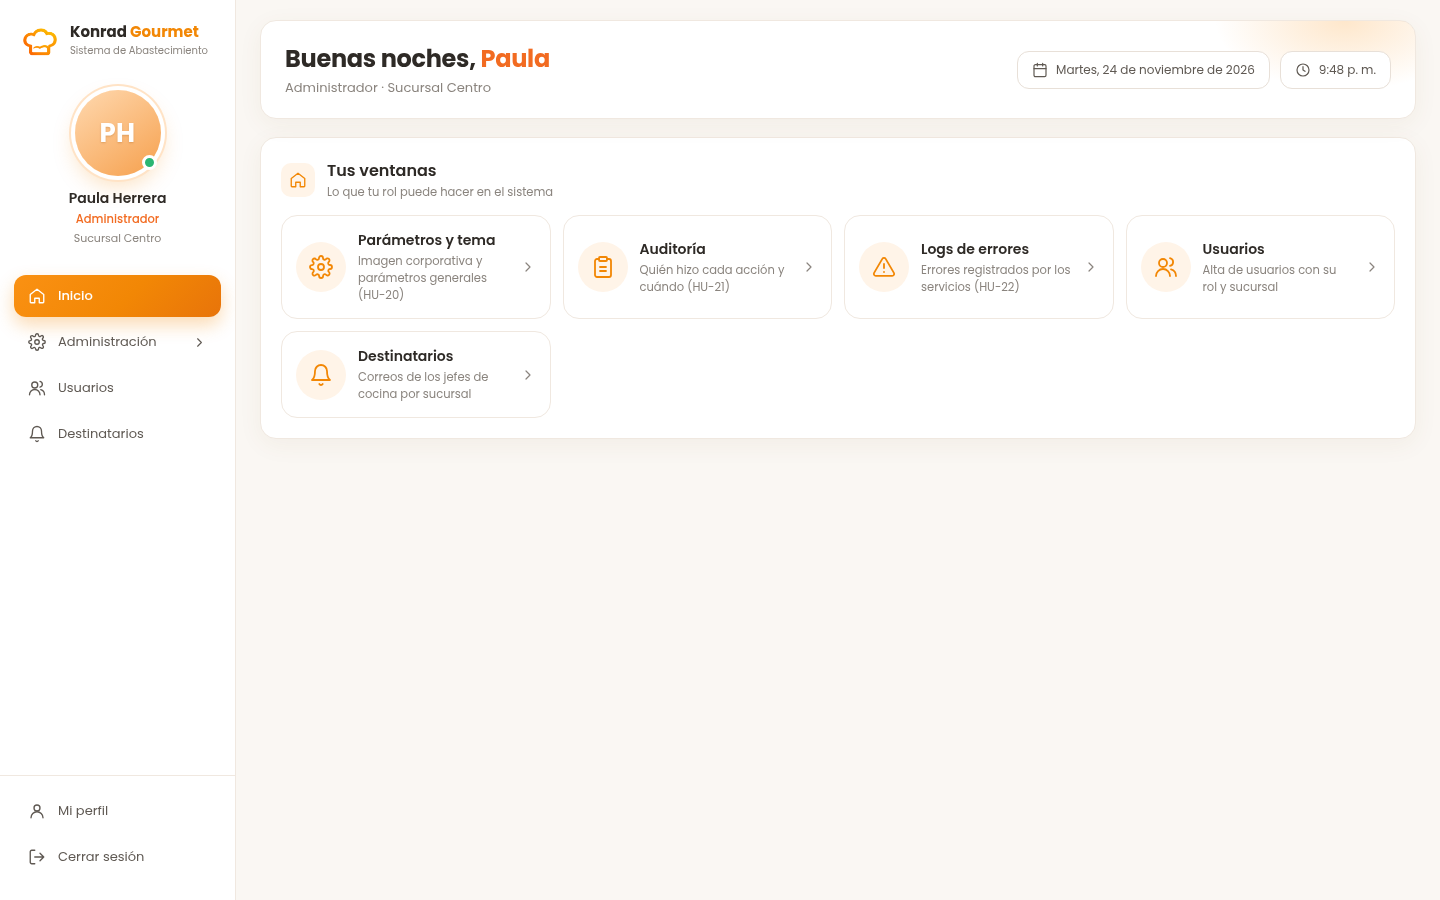 Konrad Gourmet
Sistema de Abastecimiento
PH
Paula Herrera
Administrador
Sucursal Centro
Inicio
Administración
Usuarios
Destinatarios
Mi perfil
Cerrar sesión
Buenas noches, Paula
Administrador · Sucursal Centro
Martes, 24 de noviembre de 2026
9:48 p. m.
Tus ventanas
Lo que tu rol puede hacer en el sistema
Parámetros y tema
Imagen corporativa y
parámetros generales
(HU-20)
Auditoría
Quién hizo cada acción y
cuándo (HU-21)
Logs de errores
Errores registrados por los
servicios (HU-22)
Usuarios
Alta de usuarios con su
rol y sucursal
Destinatarios
Correos de los jefes de
cocina por sucursal